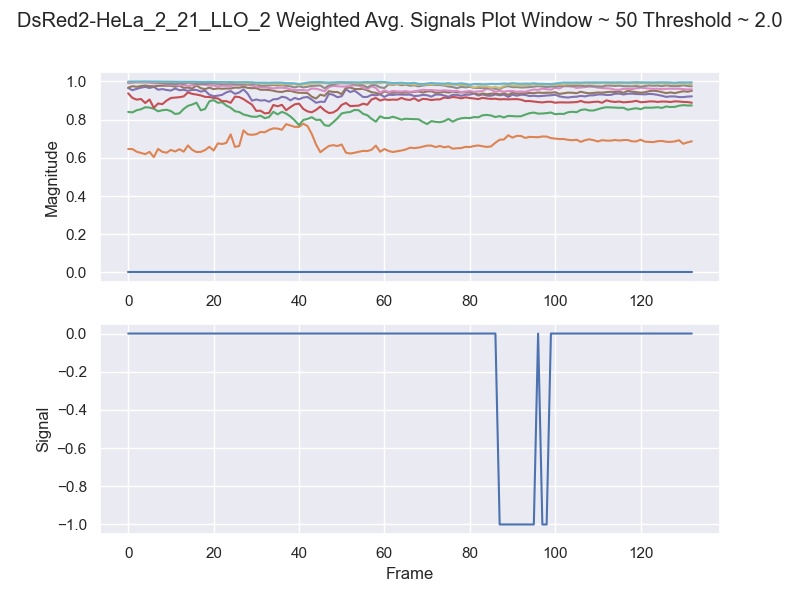 DsRed2-HeLa_2_21_LLO_2 Weighted Avg. Signals Plot Window ~ 50 Threshold ~ 2.0
1.0
0.8
0.6
0.4
0.2
0.0
Magnitude
0 20 40 60 80 100 120
0.0
−0.2
−0.4
−0.6
−0.8
−1.0
Signal
0 20 40 60 80 100 120
Frame